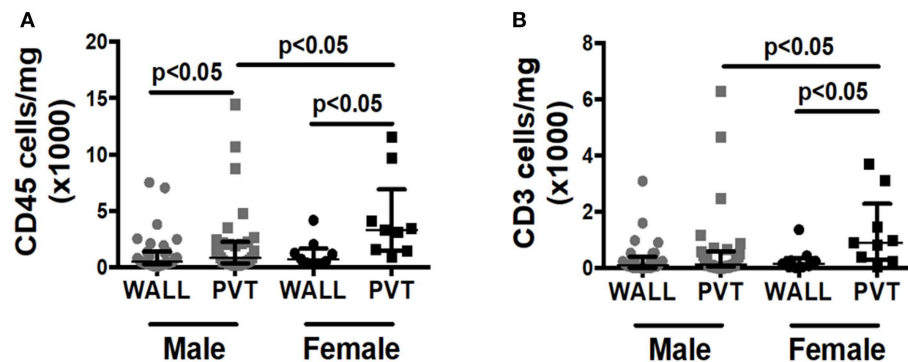 A
CD45 cells/mg
(x1000)
20
15
10
5
0
p<0.05
p<0.05
p<0.05
WALL PVT WALL PVT
Male Female
B
CD3 cells/mg
(x1000)
8
6
4
2
0
p<0.05
p<0.05
WALL PVT WALL PVT
Male Female